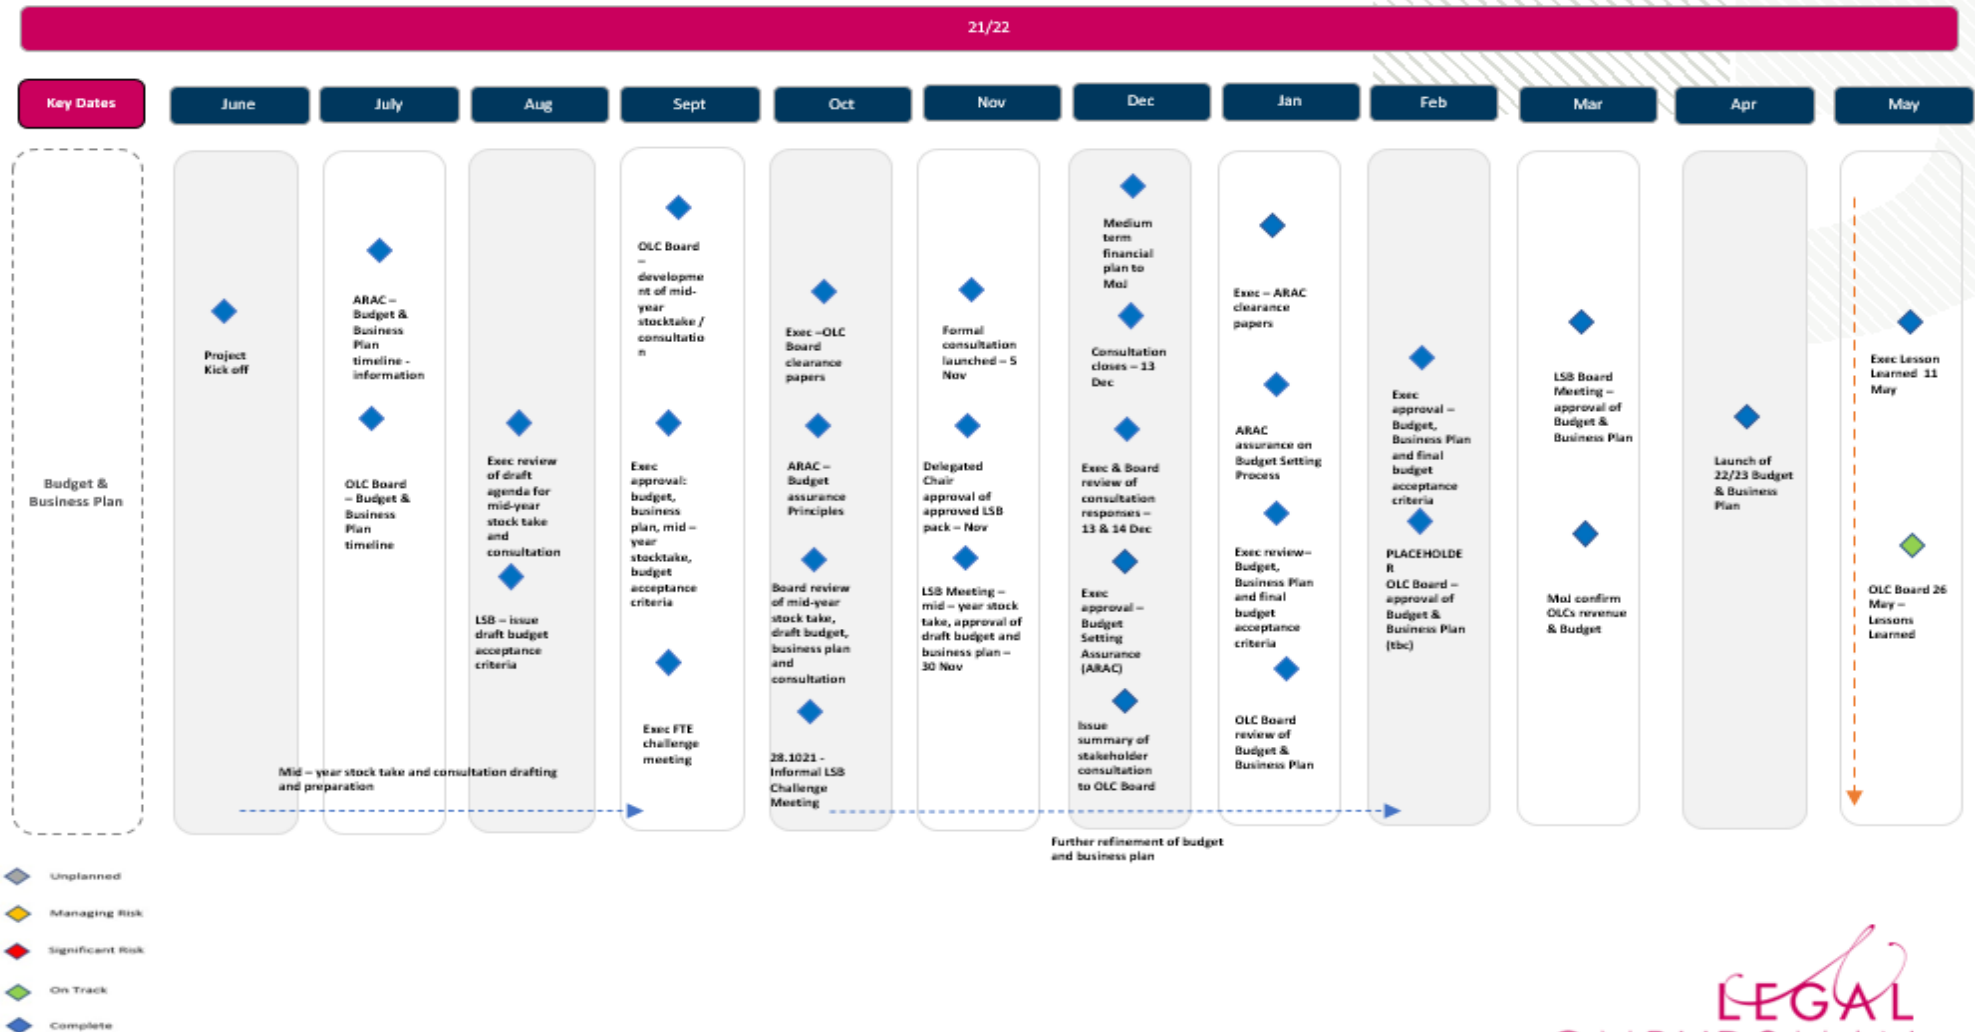 21/22
Key Dates
June
July
Aug
Sept
Oct
Nov
Dec
Jan
Feb
Mar
Apr
May
Budget &
Business Plan
Project
Kick off
ARAC –
Budget &
Business
Plan
timeline -
information
OLC Board
– Budget &
Business
Plan
timeline
Exec review
of draft
agenda for
mid-year
stock take
and
consultation
LSB – issue
draft budget
acceptance
criteria
OLC Board
–
developme
nt of mid-
year
stocktake /
consultatio
n
Exec
approval:
budget,
business
plan, mid –
year
stocktake,
budget
acceptance
criteria
Exec FTE
challenge
meeting
Mid – year stock take and consultation drafting
and preparation
Exec –OLC
Board
clearance
papers
ARAC –
Budget
assurance
Principles
Board review
of mid-year
stock take,
draft budget,
business plan
and
consultation
28.1021 -
Informal LSB
Challenge
Meeting
Formal
consultation
launched – 5
Nov
Delegated
Chair
approval of
approved LSB
pack – Nov
LSB Meeting –
mid – year stock
take, approval of
draft budget and
business plan –
30 Nov
Medium
term
financial
plan to
MoJ
Consultation
closes – 13
Dec
Exec & Board
review of
consultation
responses –
13 & 14 Dec
Exec
approval –
Budget
Setting
Assurance
(ARAC)
Issue
summary of
stakeholder
consultation
to OLC Board
Exec – ARAC
clearance
papers
ARAC
assurance on
Budget Setting
Process
Exec review–
Budget,
Business Plan
and final
budget
acceptance
criteria
OLC Board
review of
Budget &
Business Plan
Further refinement of budget
and business plan
Exec
approval –
Budget,
Business Plan
and final
budget
acceptance
criteria
PLACEHOLDE
R
OLC Board –
approval of
Budget &
Business Plan
(tbc)
LSB Board
Meeting –
approval of
Budget &
Business Plan
MoJ confirm
OLCs revenue
& Budget
Launch of
22/23 Budget
& Business
Plan
Exec Lesson
Learned 11
May
OLC Board 26
May –
Lessons
Learned
Unplanned
Managing Risk
Significant Risk
On Track
Complete
LEGAL